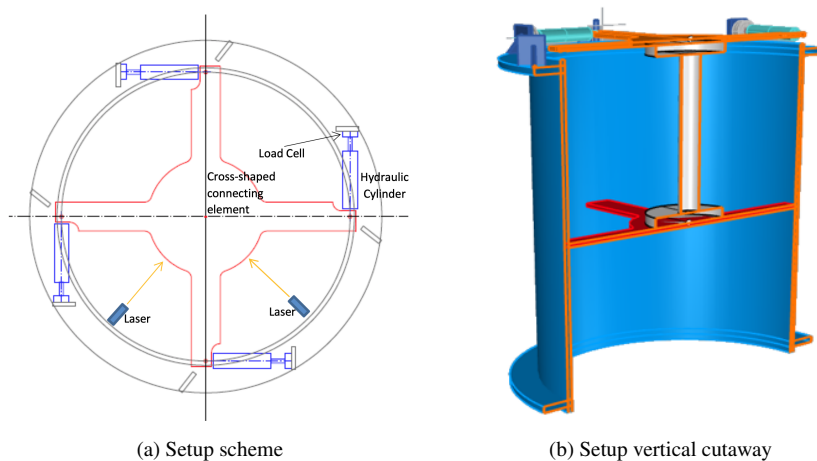 Load Cell
Cross-shaped
connecting
element
Hydraulic
Cylinder
Laser
Laser
(a) Setup scheme
(b) Setup vertical cutaway